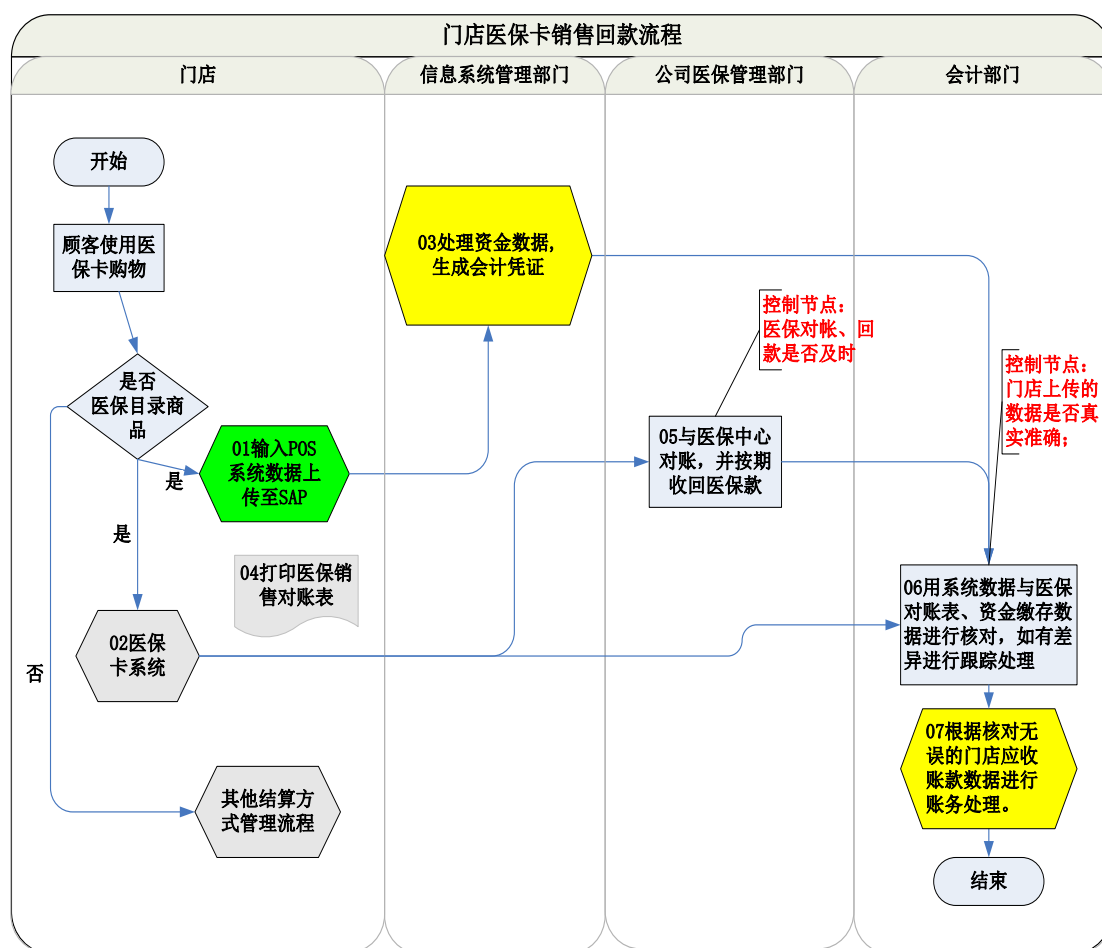 门店医保卡销售回款流程
门店
信息系统管理部门
公司医保管理部门
会计部门
开始
顾客使用医
保卡购物
是否
医保目录商
品
是
是
否
01输入POS
系统数据上
传至SAP
02医保
卡系统
04打印医保销
售对账表
其他结算方
式管理流程
03处理资金数据,
生成会计凭证
控制节点：
医保对帐、回
款是否及时
05与医保中心
对账，并按期
收回医保款
控制节点：
门店上传的
数据是否真
实准确；
06用系统数据与医保
对账表、资金缴存数
据进行核对，如有差
异进行跟踪处理
07根据核对无
误的门店应收
账款数据进行
账务处理。
结束